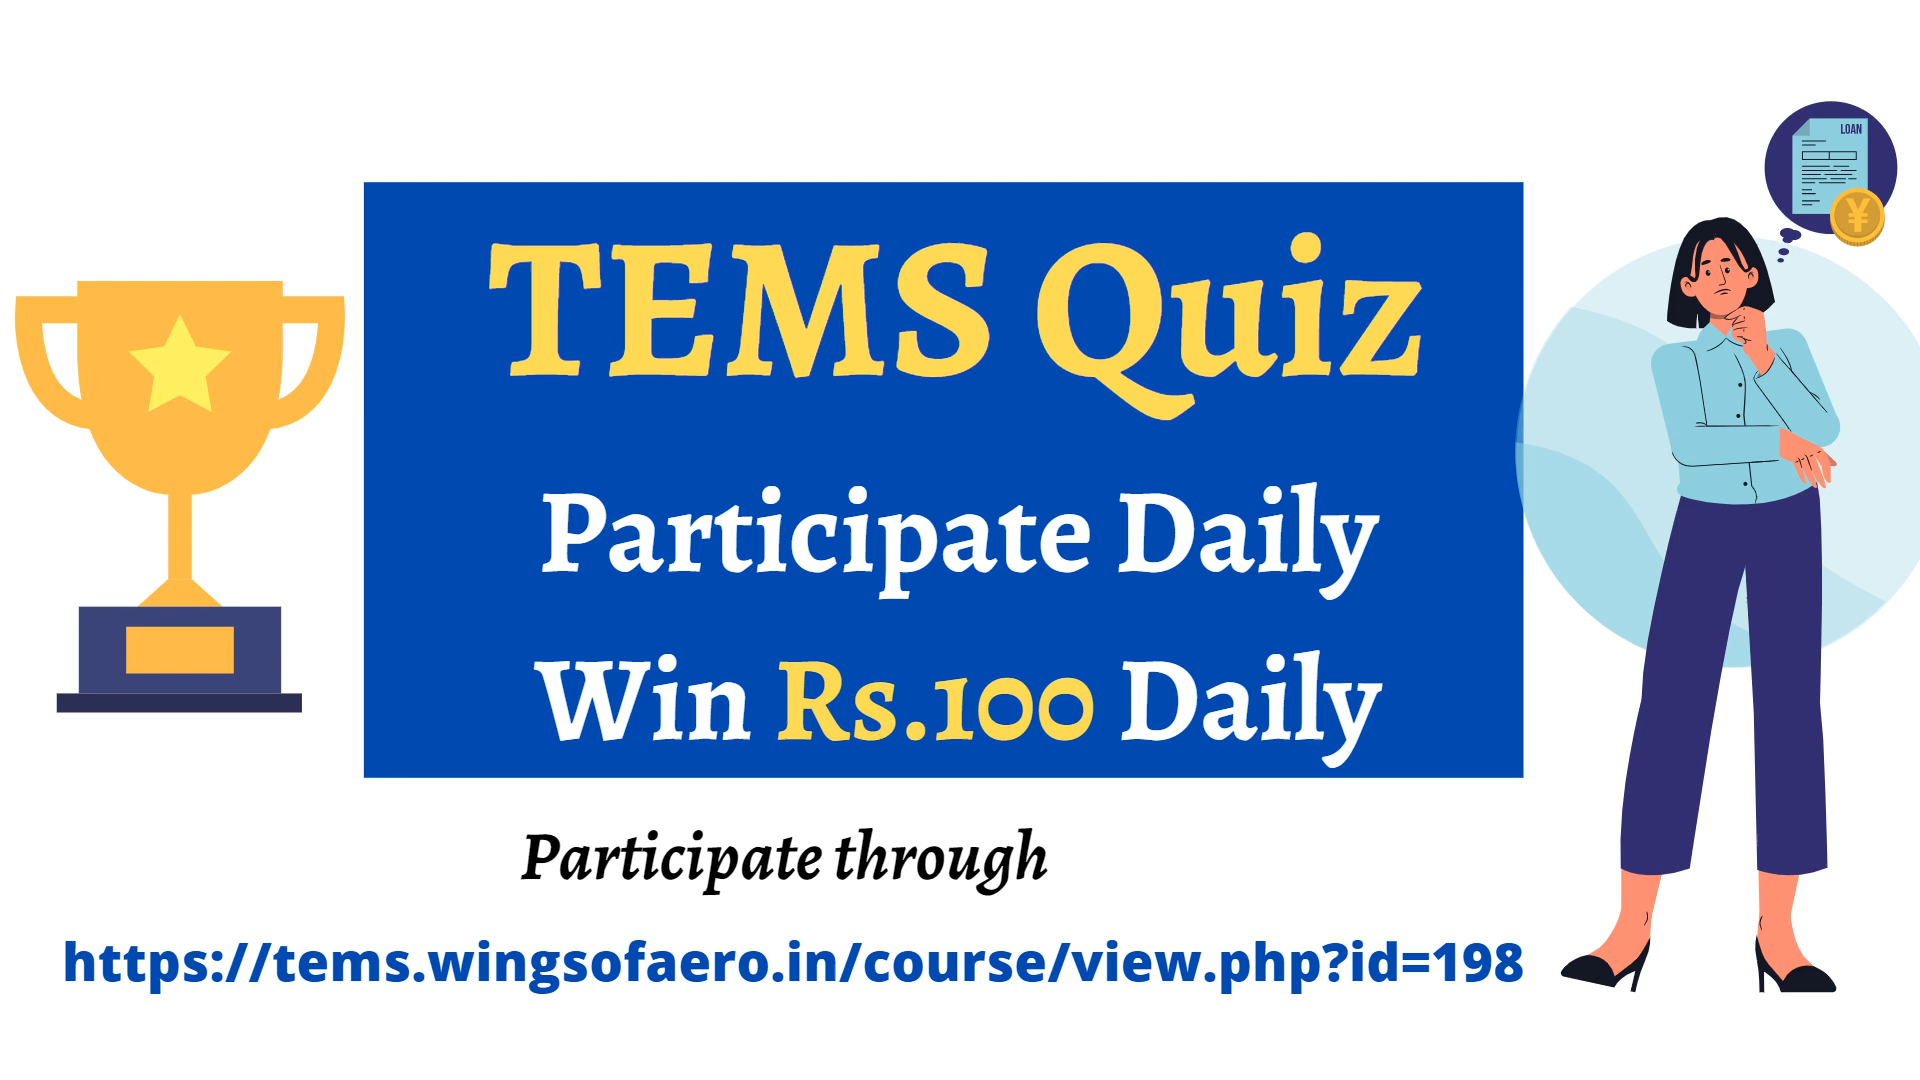 LOAN
¥
TEMS Quiz
Participate Daily
Win Rs.100 Daily
Participate through
https://tems.wingsofaero.in/course/view.php?id=198